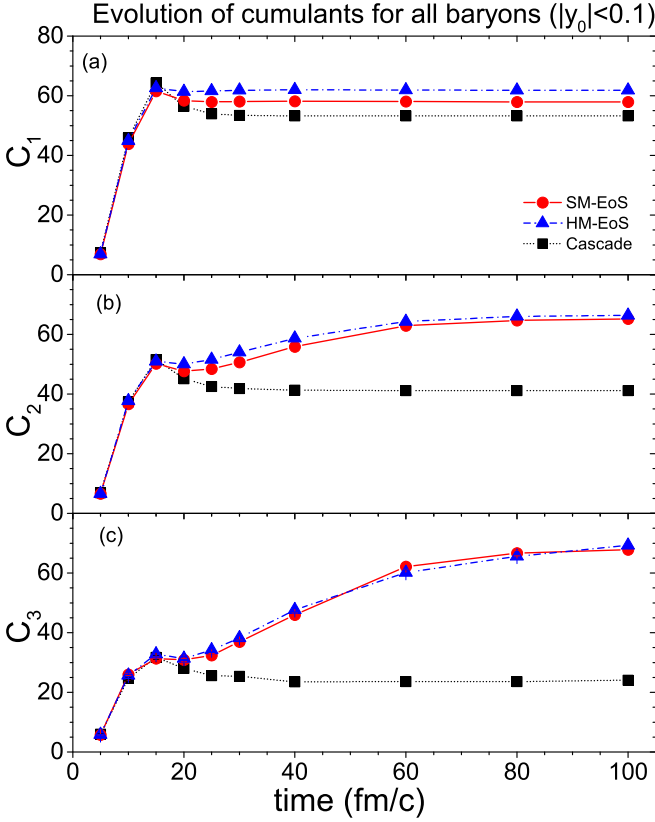 Evolution of cumulants for all baryons (|y₀|<0.1)
(a)
80
60
40
20
0
C₁
SM-EoS
HM-EoS
Cascade
(b)
60
40
20
0
C₂
(c)
60
40
20
0
C₃
0 20 40 60 80 100
time (fm/c)